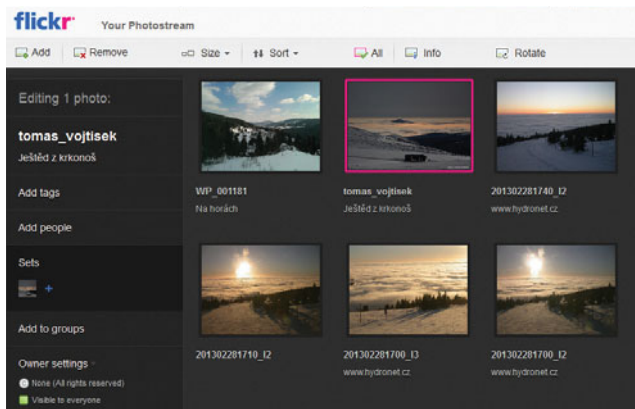 flickr
Your Photostream
Add
Remove
Size
Sort
All
Info
Rotate
Editing 1 photo:
tomas_vojtisek
Ještěd z krkonoš
Add tags
Add people
Sets
+
Add to groups
Owner settings
None (All rights reserved)
Visible to everyone
WP_001181
Na horách
tomas_vojtisek
Ještěd z krkonoš
201302281740_I2
www.hydronet.cz
201302281710_I2
201302281700_I3
www.hydronet.cz
201302281700_I2
www.hydronet.cz